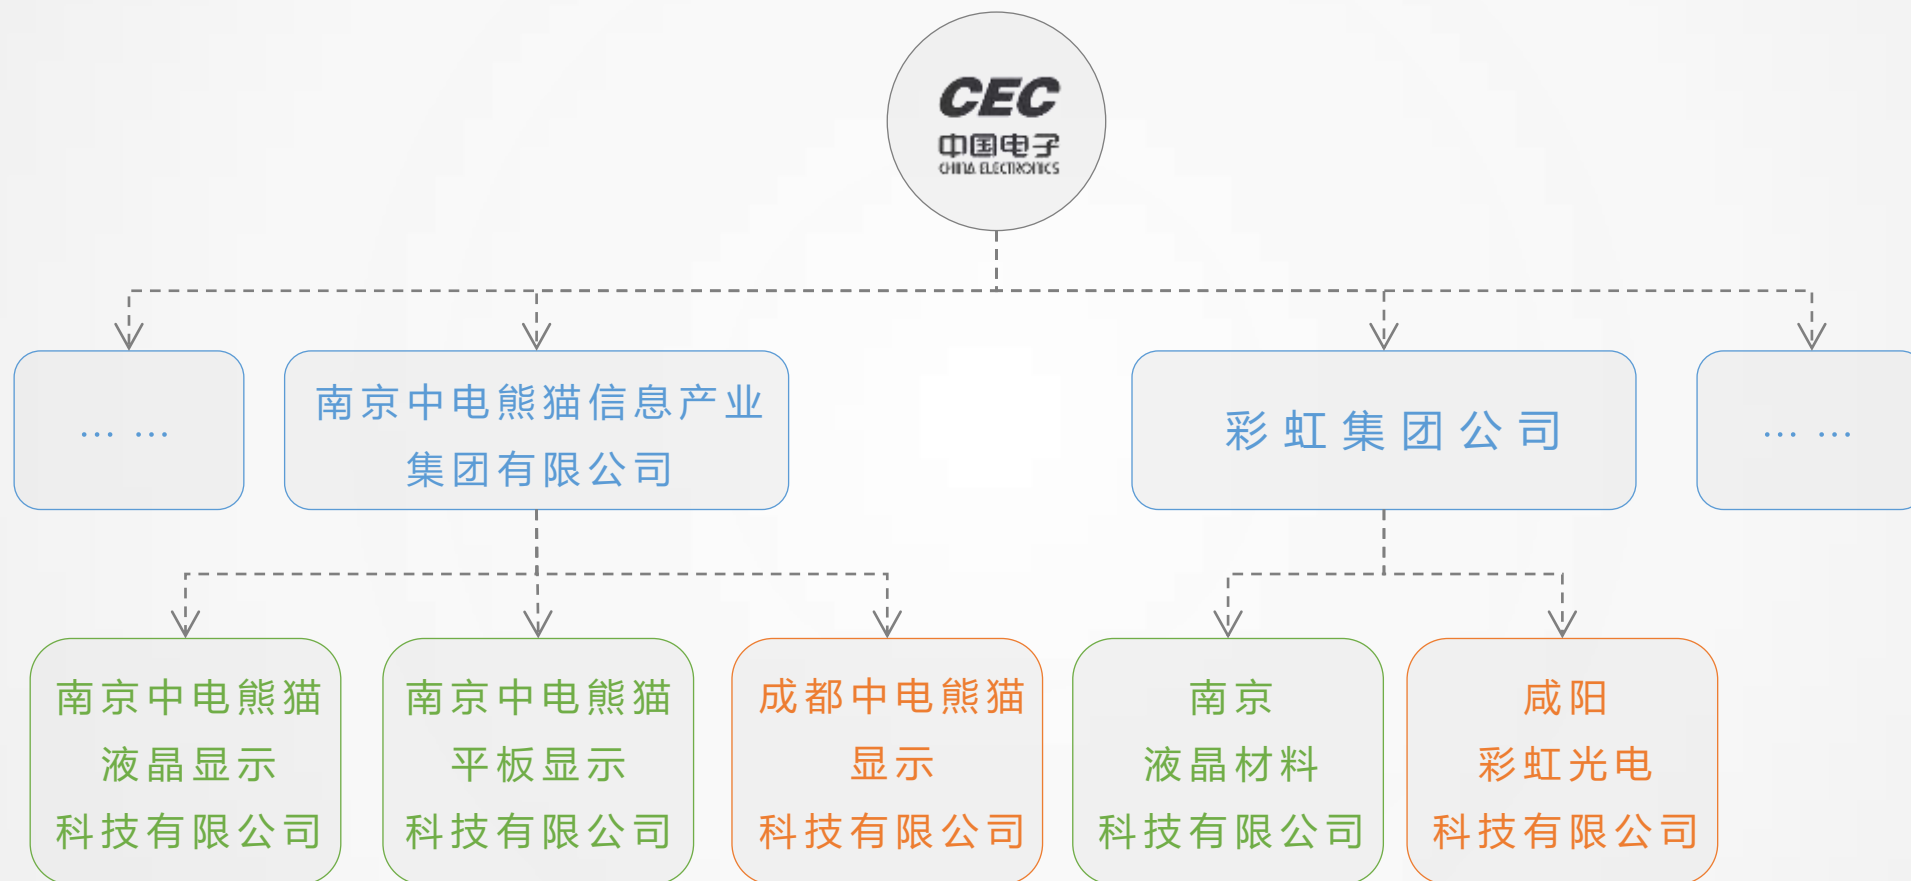 CEC
中国电子
CHINA ELECTRONICS
… …
南京中电熊猫信息产业
集团有限公司
彩虹集团公司
… …
南京中电熊猫
液晶显示
科技有限公司
南京中电熊猫
平板显示
科技有限公司
成都中电熊猫
显示
科技有限公司
南京
液晶材料
科技有限公司
咸阳
彩虹光电
科技有限公司